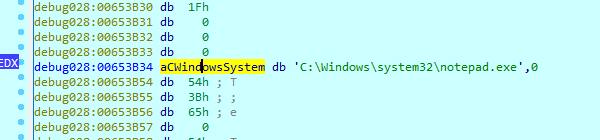 debug028:00653B30 db 1Fh
debug028:00653B31 db 0
debug028:00653B32 db 0
debug028:00653B33 db 0
EDX debug028:00653B34 aCWindowsSystem db 'C:\Windows\system32\notepad.exe',0
debug028:00653B54 db 54h ; T
debug028:00653B55 db 3Bh ; ;
debug028:00653B56 db 65h ; e
debug028:00653B57 db 0